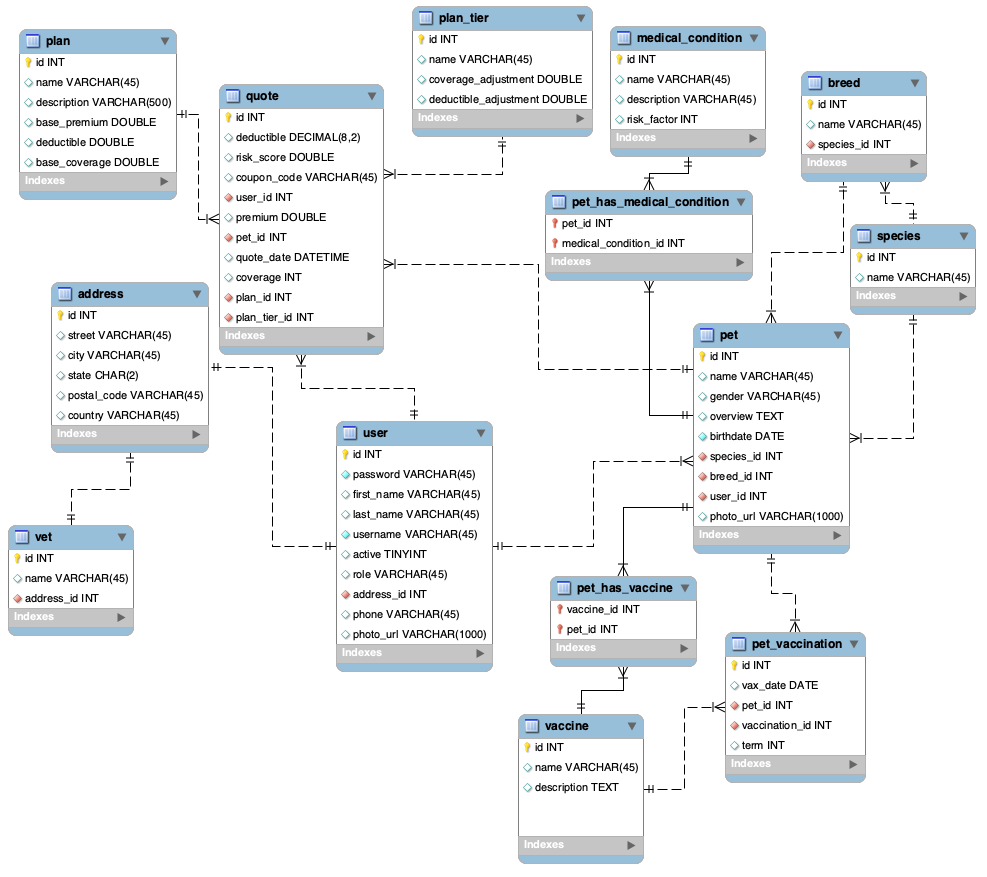 plan
id INT
name VARCHAR(45)
description VARCHAR(500)
base_premium DOUBLE
deductible DOUBLE
base_coverage DOUBLE
Indexes
quote
id INT
deductible DECIMAL(8,2)
risk_score DOUBLE
coupon_code VARCHAR(45)
user_id INT
premium DOUBLE
pet_id INT
quote_date DATETIME
coverage INT
plan_id INT
plan_tier_id INT
Indexes
plan_tier
id INT
name VARCHAR(45)
coverage_adjustment DOUBLE
deductible_adjustment DOUBLE
Indexes
medical_condition
id INT
name VARCHAR(45)
description VARCHAR(45)
risk_factor INT
Indexes
breed
id INT
name VARCHAR(45)
species_id INT
Indexes
pet_has_medical_condition
pet_id INT
medical_condition_id INT
Indexes
species
id INT
name VARCHAR(45)
Indexes
address
id INT
street VARCHAR(45)
city VARCHAR(45)
state CHAR(2)
postal_code VARCHAR(45)
country VARCHAR(45)
Indexes
pet
id INT
name VARCHAR(45)
gender VARCHAR(45)
overview TEXT
birthdate DATE
species_id INT
breed_id INT
user_id INT
photo_url VARCHAR(1000)
Indexes
user
id INT
password VARCHAR(45)
first_name VARCHAR(45)
last_name VARCHAR(45)
username VARCHAR(45)
active TINYINT
role VARCHAR(45)
address_id INT
phone VARCHAR(45)
photo_url VARCHAR(1000)
Indexes
vet
id INT
name VARCHAR(45)
address_id INT
Indexes
pet_has_vaccine
vaccine_id INT
pet_id INT
Indexes
pet_vaccination
id INT
vax_date DATE
pet_id INT
vaccination_id INT
term INT
Indexes
vaccine
id INT
name VARCHAR(45)
description TEXT
Indexes